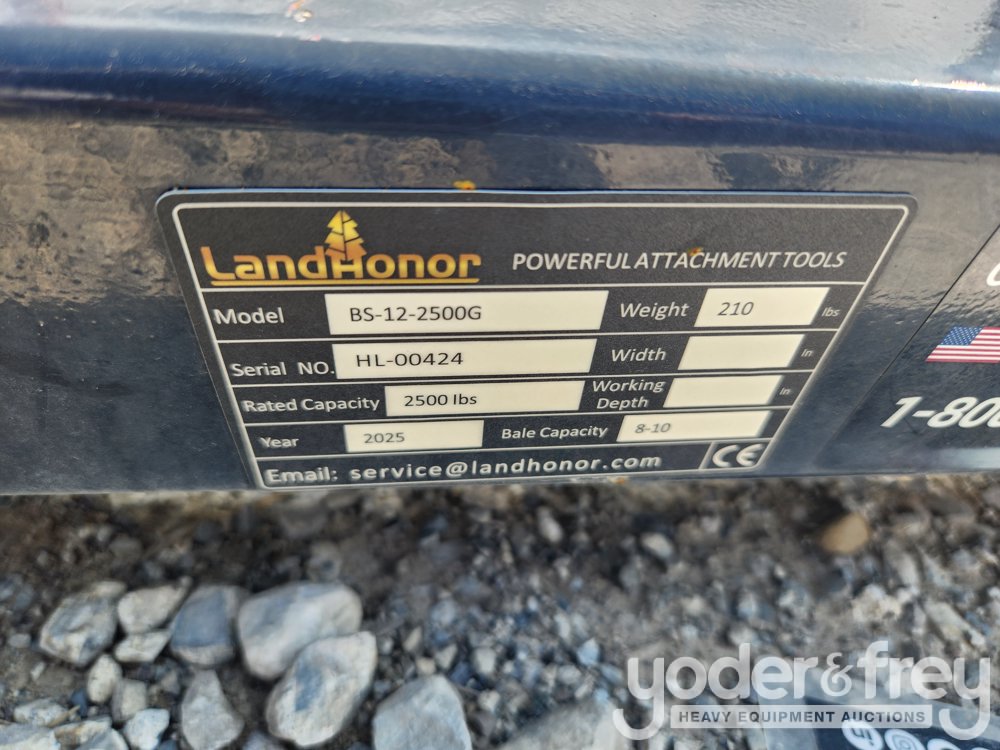 LandHonor POWERFUL ATTACHMENT TOOLS
Model BS-12-2500G Weight 210 lbs
Serial NO. HL-00424 Width In
Rated Capacity 2500 lbs Working Depth In
Year 2025 Bale Capacity 8-10
Email: service@landhonor.com CE
yoder&frey
HEAVY EQUIPMENT AUCTIONS